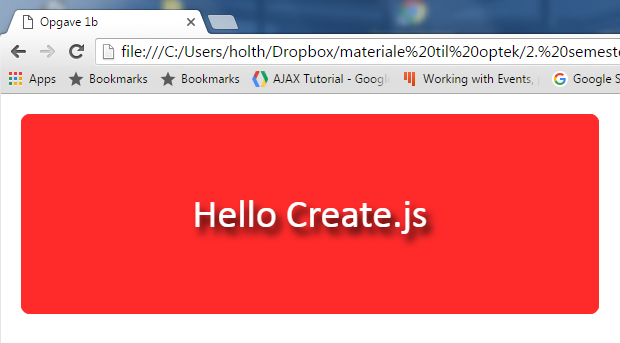 Opgave 1b
file:///C:/Users/holth/Dropbox/materiale%20til%20optek/2.%20semest
Apps Bookmarks Bookmarks AJAX Tutorial - Googl Working with Events, Google S
Hello Create.js